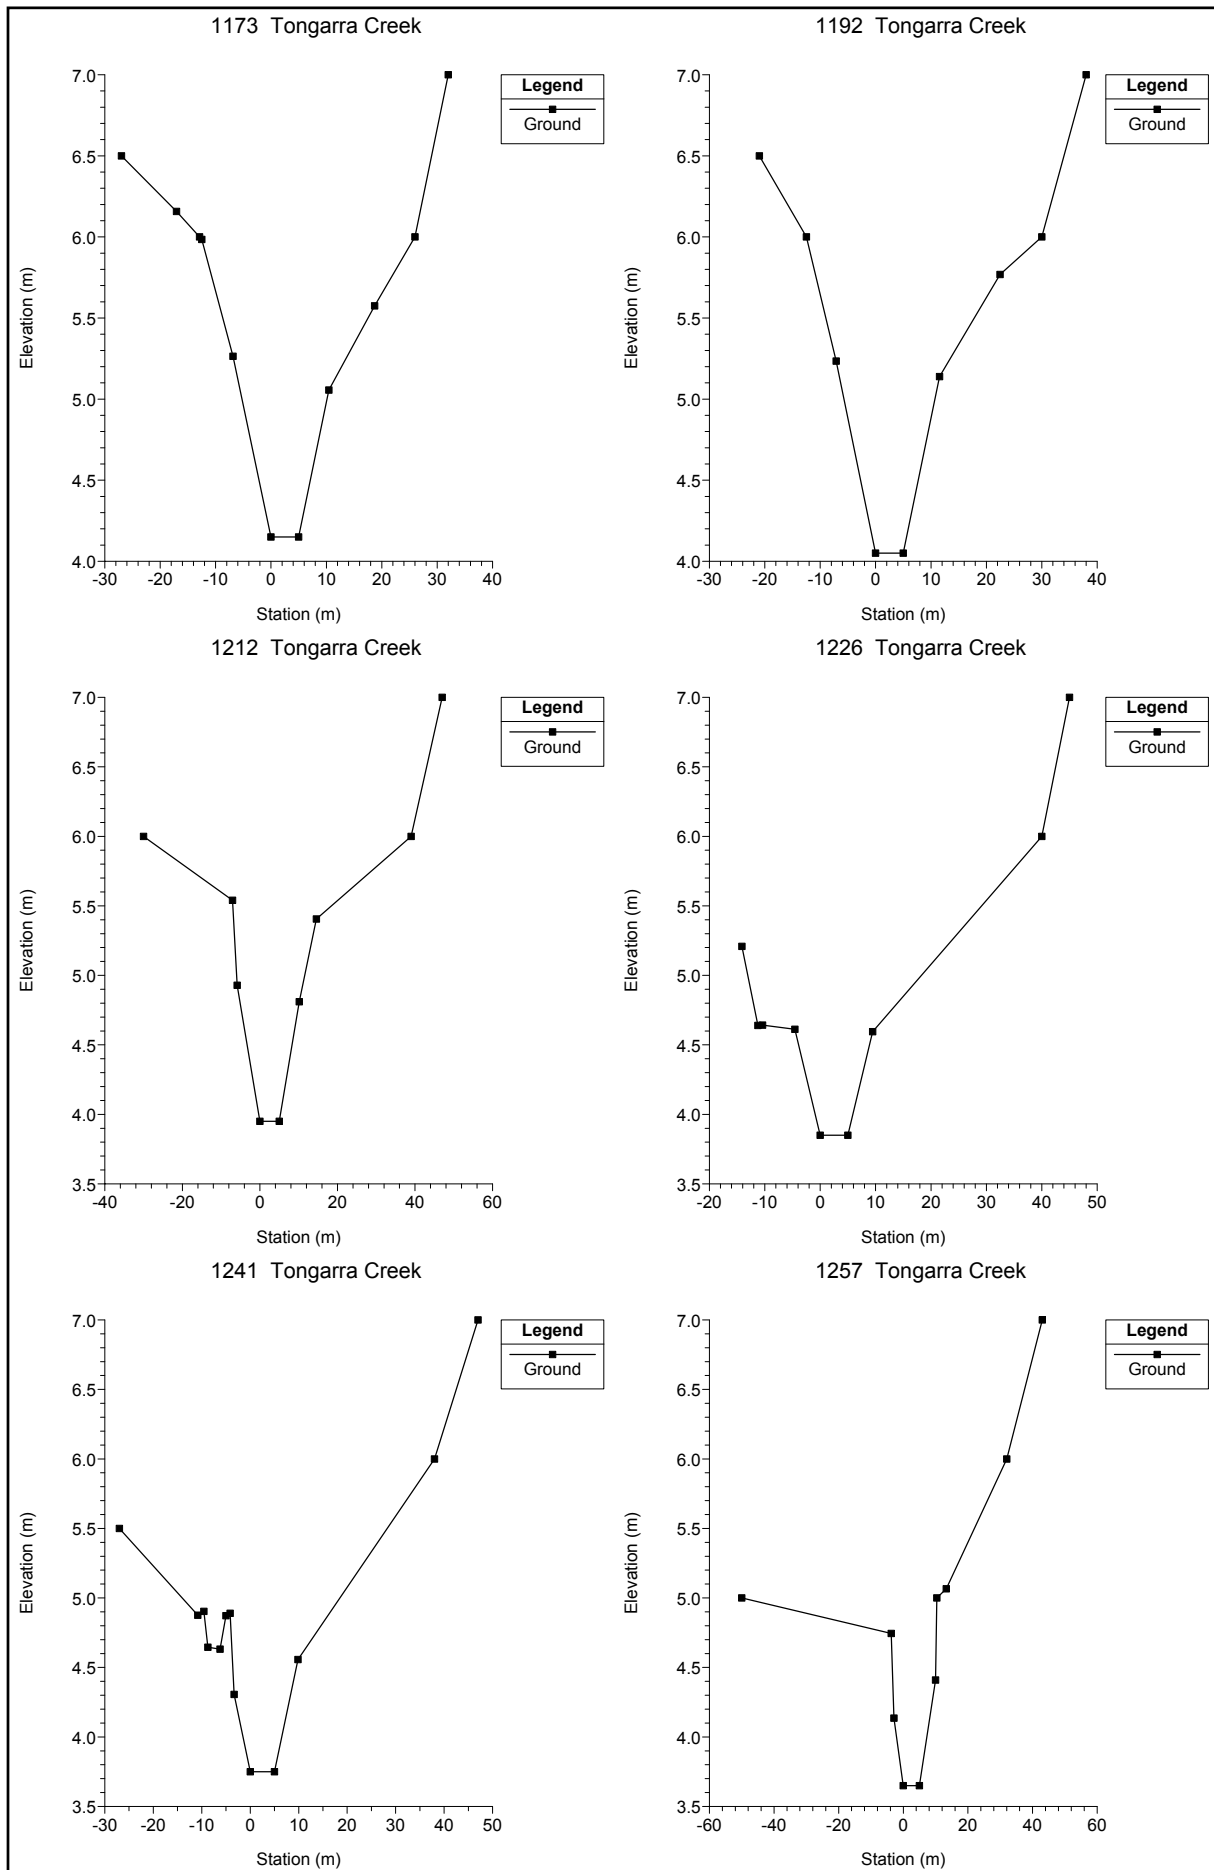 1173 Tongarra Creek
7.0
6.5
6.0
5.5
5.0
4.5
4.0
Elevation (m)
-30 -20 -10 0 10 20 30 40
Station (m)
Legend
Ground
1192 Tongarra Creek
7.0
6.5
6.0
5.5
5.0
4.5
4.0
Elevation (m)
-30 -20 -10 0 10 20 30 40
Station (m)
Legend
Ground
1212 Tongarra Creek
7.0
6.5
6.0
5.5
5.0
4.5
4.0
3.5
Elevation (m)
-40 -20 0 20 40 60
Station (m)
Legend
Ground
1226 Tongarra Creek
7.0
6.5
6.0
5.5
5.0
4.5
4.0
3.5
Elevation (m)
-20 -10 0 10 20 30 40 50
Station (m)
Legend
Ground
1241 Tongarra Creek
7.0
6.5
6.0
5.5
5.0
4.5
4.0
3.5
Elevation (m)
-30 -20 -10 0 10 20 30 40 50
Station (m)
Legend
Ground
1257 Tongarra Creek
7.0
6.5
6.0
5.5
5.0
4.5
4.0
3.5
Elevation (m)
-60 -40 -20 0 20 40 60
Station (m)
Legend
Ground